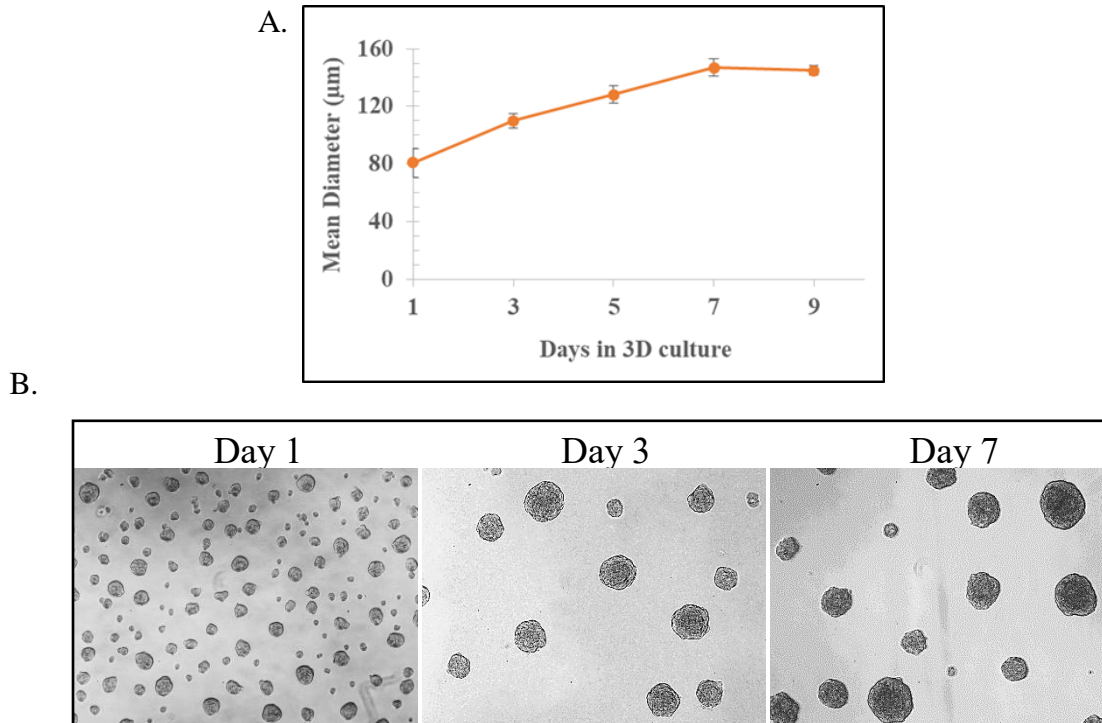 A.
160
120
80
40
0
Mean Diameter (µm)
1 3 5 7 9
Days in 3D culture
B.
Day 1 Day 3 Day 7